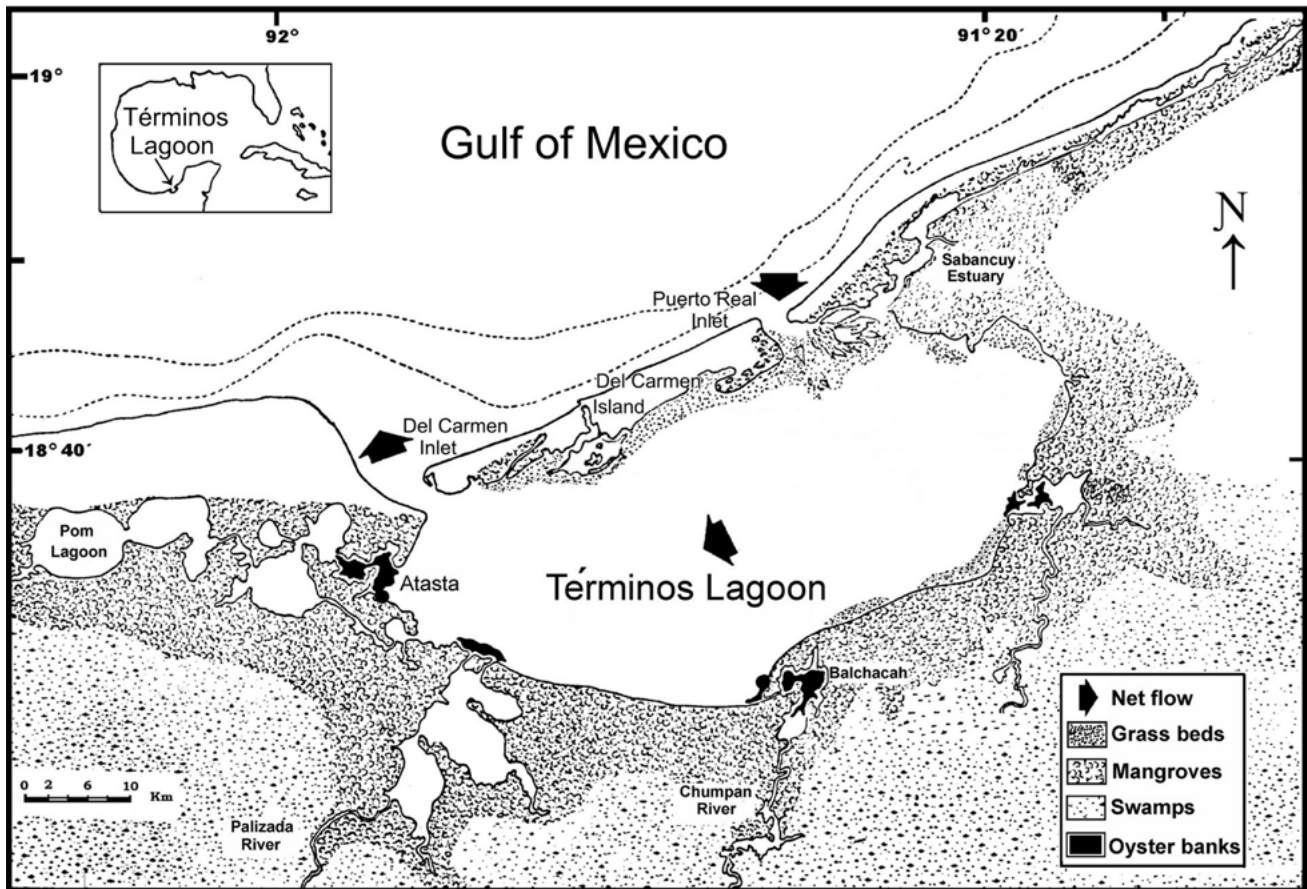 92°
91°20´
19°
Términos
Lagoon
Gulf of Mexico
N
Sabancuy
Estuary
Puerto Real
Inlet
Del Carmen
Island
Del Carmen
Inlet
18°40´
Pom
Lagoon
Atasta
Términos Lagoon
Balchacah
Net flow
Grass beds
Mangroves
Swamps
Oyster banks
0 2 6 10 Km
Chumpan
River
Palizada
River